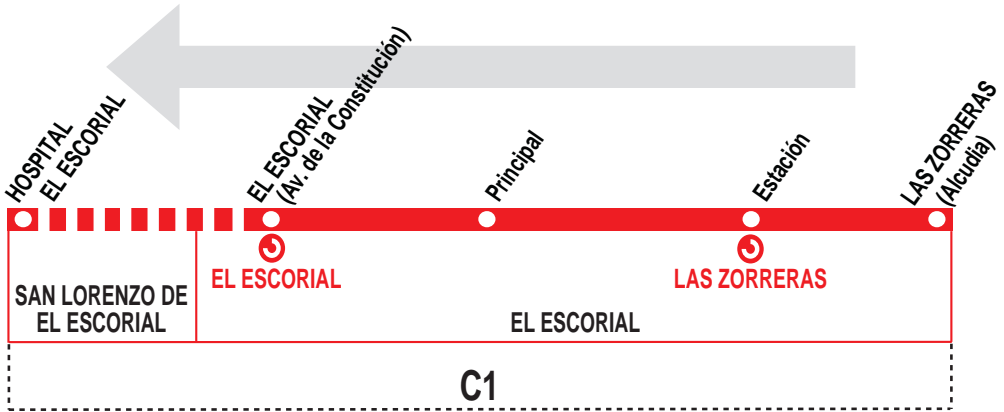 HOSPITAL
EL ESCORIAL
EL ESCORIAL
(Av. de la Constitución)
Principal
Estación
LAS ZORRERAS
(Alcudia)
EL ESCORIAL
LAS ZORRERAS
SAN LORENZO DE
EL ESCORIAL
EL ESCORIAL
C1